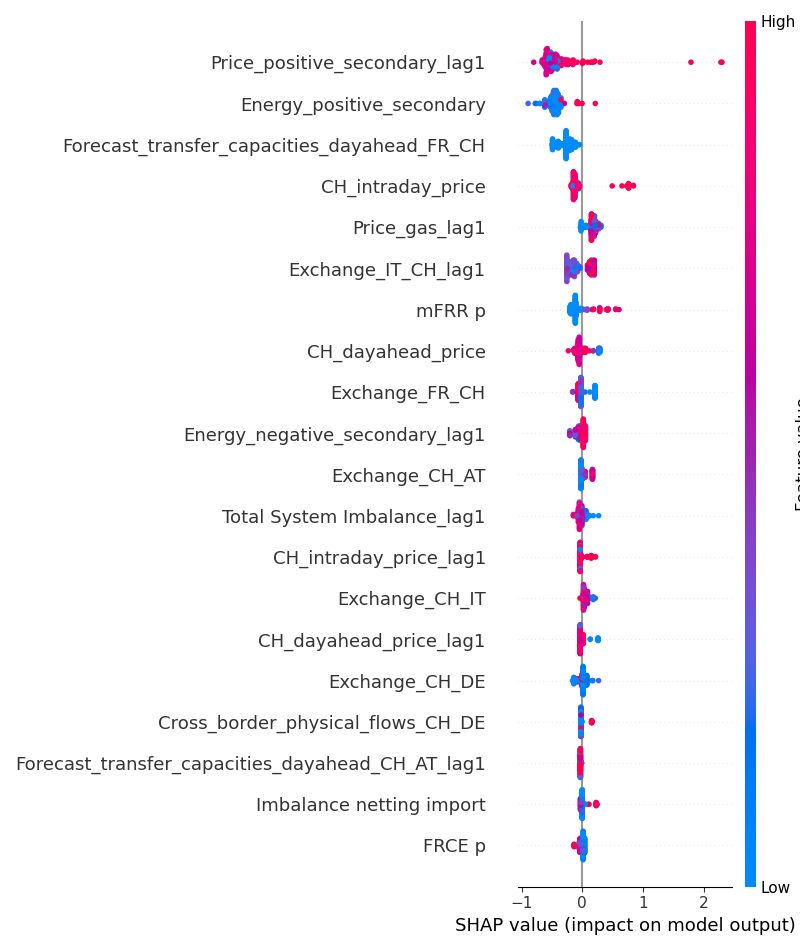 High
Price_positive_secondary_lag1
Energy_positive_secondary
Forecast_transfer_capacities_dayahead_FR_CH
CH_intraday_price
Price_gas_lag1
Exchange_IT_CH_lag1
mFRR p
CH_dayahead_price
Exchange_FR_CH
Energy_negative_secondary_lag1
Exchange_CH_AT
Total System Imbalance_lag1
CH_intraday_price_lag1
Exchange_CH_IT
CH_dayahead_price_lag1
Exchange_CH_DE
Cross_border_physical_flows_CH_DE
Forecast_transfer_capacities_dayahead_CH_AT_lag1
Imbalance netting import
FRCE p
Low
−1 0 1 2
SHAP value (impact on model output)